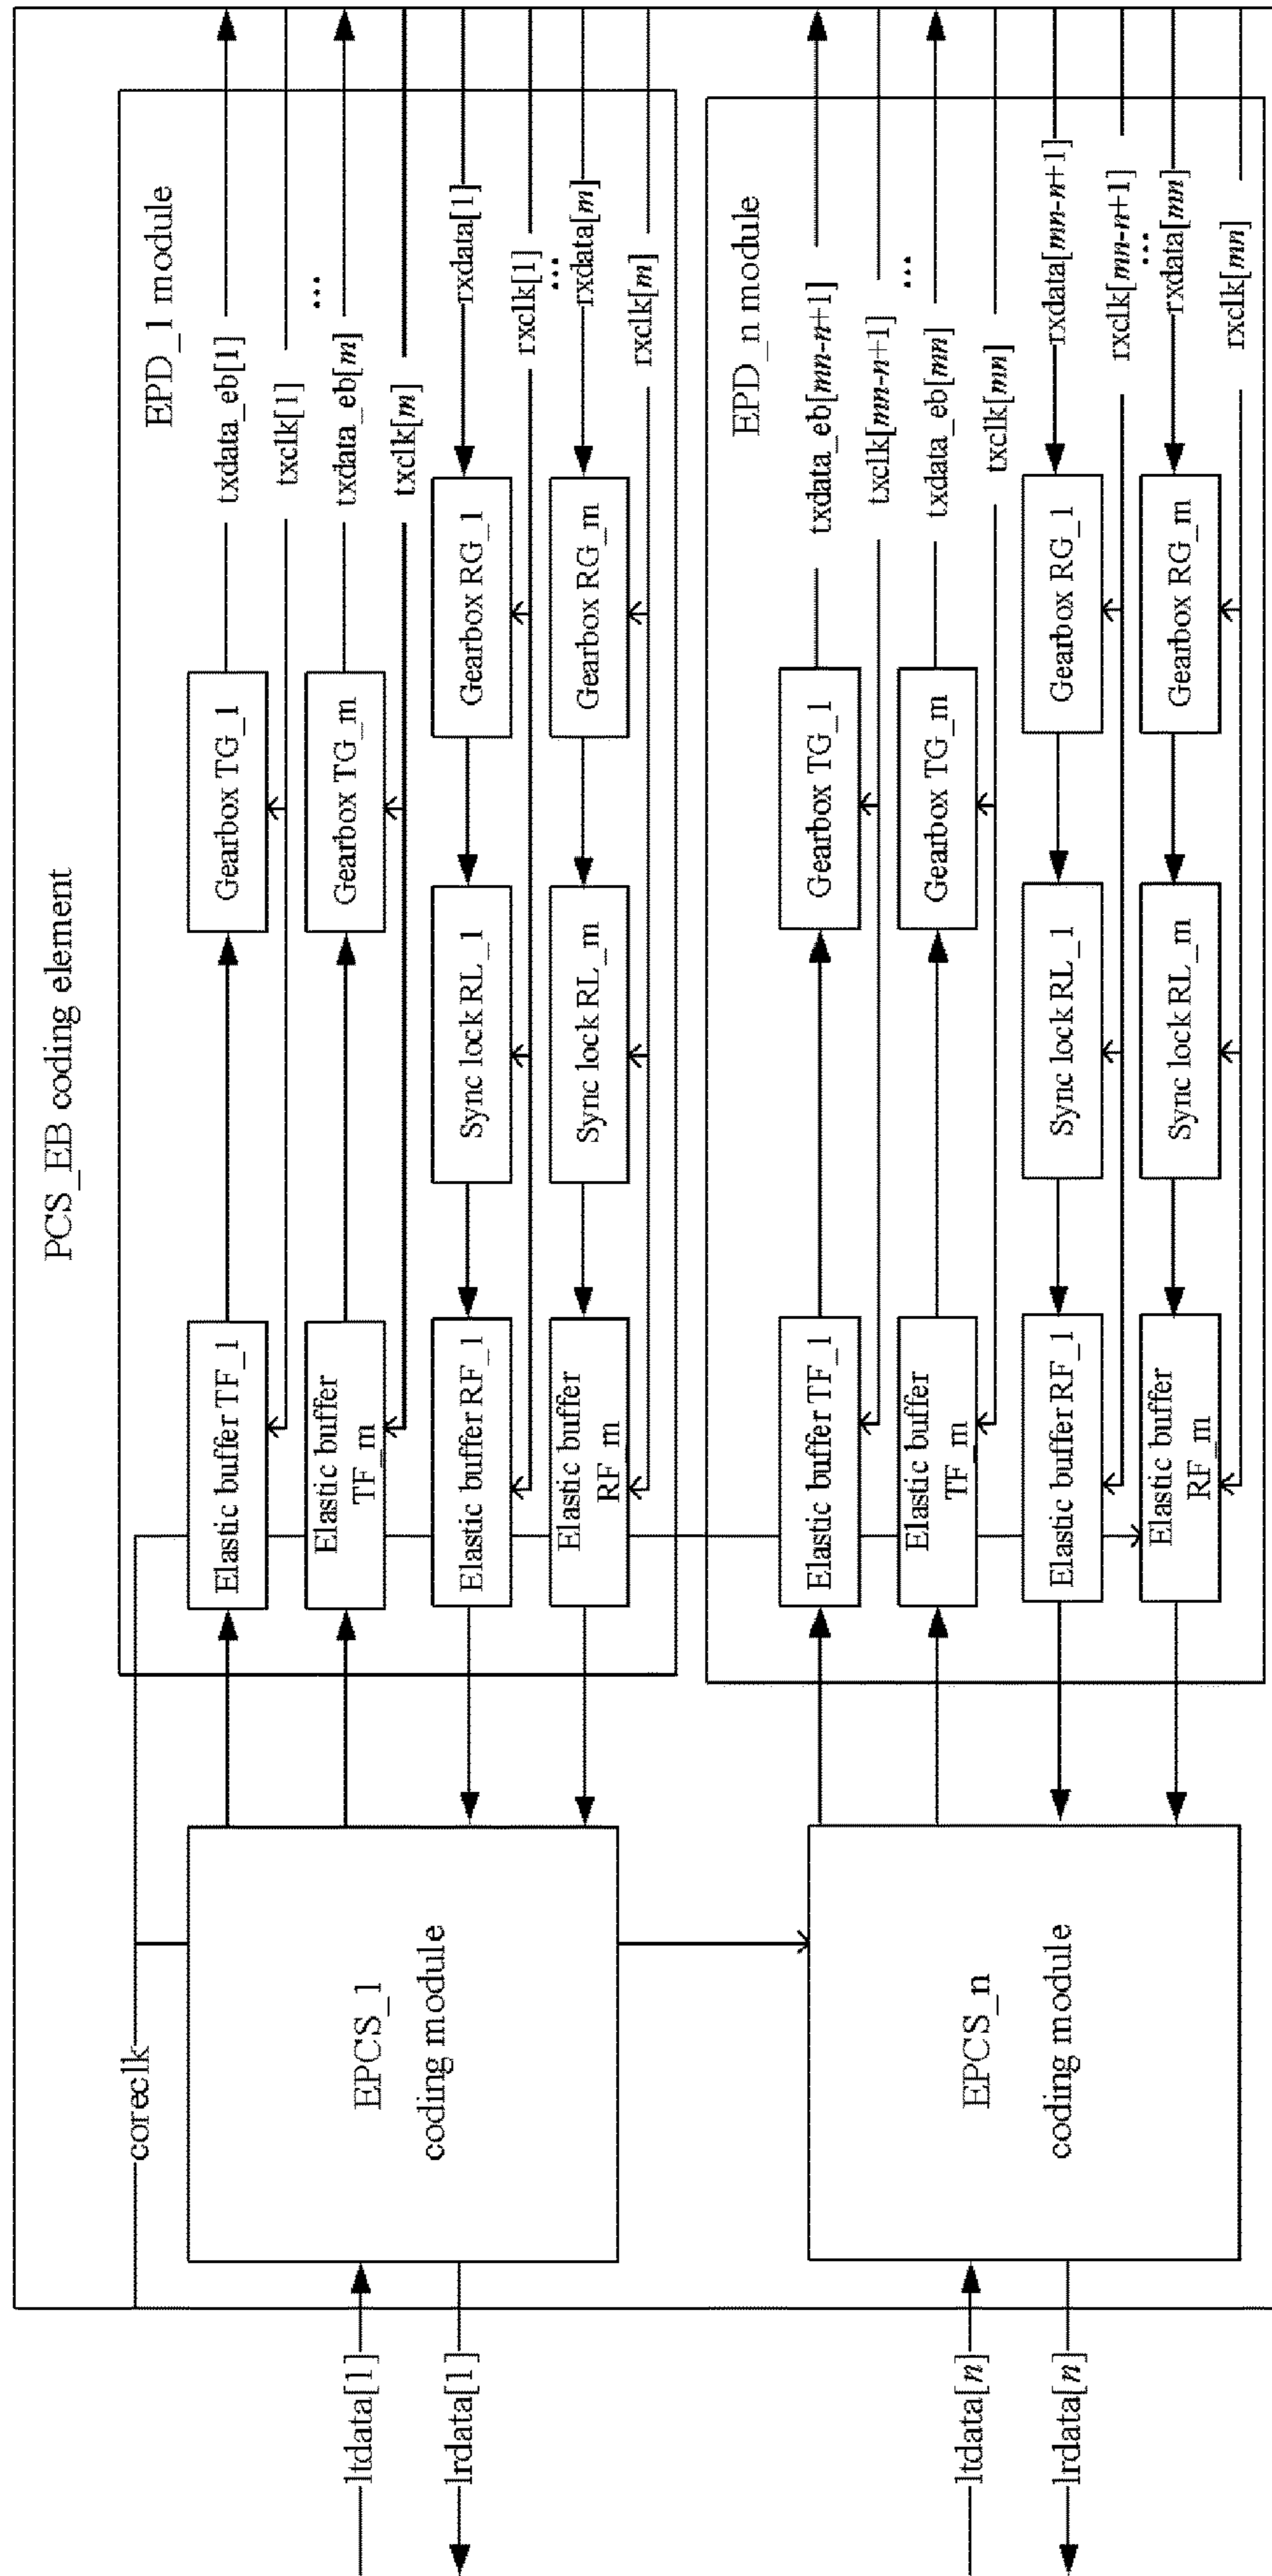 PCS_EB coding element
coreclk
ltdata[1]
lrdata[1]
EPCS_1
coding module
EPD_1 module
Elastic buffer TF_1
Gearbox TG_1
txdata_eb[1]
txclk[1]
...
Elastic buffer
TF_m
Gearbox TG_m
txdata_eb[m]
txclk[m]
Elastic buffer RF_1
Sync lock RL_1
Gearbox RG_1
rxdata[1]
rxclk[1]
...
Elastic buffer
RF_m
Sync lock RL_m
Gearbox RG_m
rxdata[m]
rxclk[m]
ltdata[n]
lrdata[n]
EPCS_n
coding module
EPD_n module
Elastic buffer TF_1
Gearbox TG_1
txdata_eb[mn-n+1]
txclk[mn-n+1]
...
Elastic buffer
TF_m
Gearbox TG_m
txdata_eb[mn]
txclk[mn]
Elastic buffer RF_1
Sync lock RL_1
Gearbox RG_1
rxdata[mn-n+1]
rxclk[mn-n+1]
...
Elastic buffer
RF_m
Sync lock RL_m
Gearbox RG_m
rxdata[mn]
rxclk[mn]